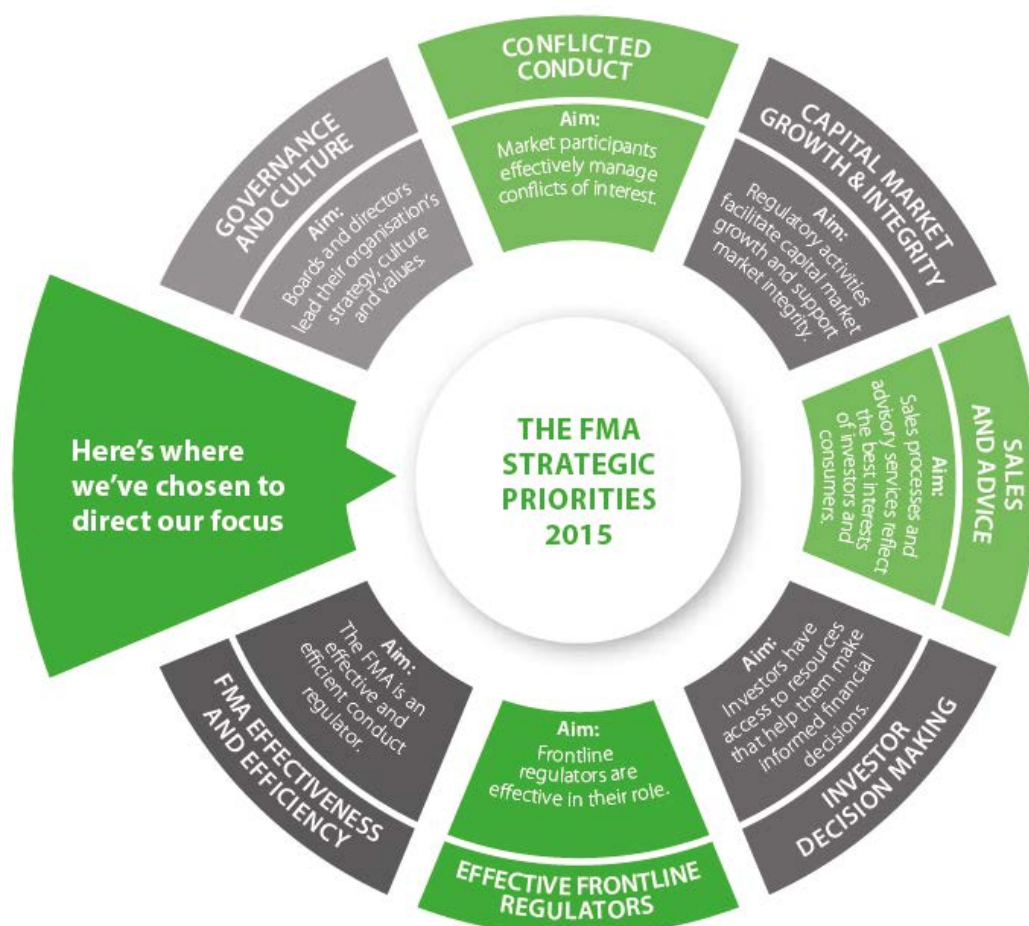 THE FMA
STRATEGIC
PRIORITIES
2015
Here's where
we've chosen to
direct our focus
GOVERNANCE
AND CULTURE
Aim:
Boards and directors
lead their organisation's
strategy, culture
and values.
CONFLICTED
CONDUCT
Aim:
Market participants
effectively manage
conflicts of interest.
CAPITAL MARKET
GROWTH & INTEGRITY
Aim:
Regulatory activities
facilitate capital market
growth and support
market integrity.
SALES
AND ADVICE
Aim:
Sales processes and
advisory services reflect
the best interests
of investors and
consumers.
Aim:
Investors have
access to resources
that help them make
informed financial
decisions.
INVESTOR
DECISION MAKING
Aim:
Frontline
regulators are
effective in their role.
EFFECTIVE FRONTLINE
REGULATORS
Aim:
The FMA is an
effective and
efficient conduct
regulator.
FMA EFFECTIVENESS
AND EFFICIENCY